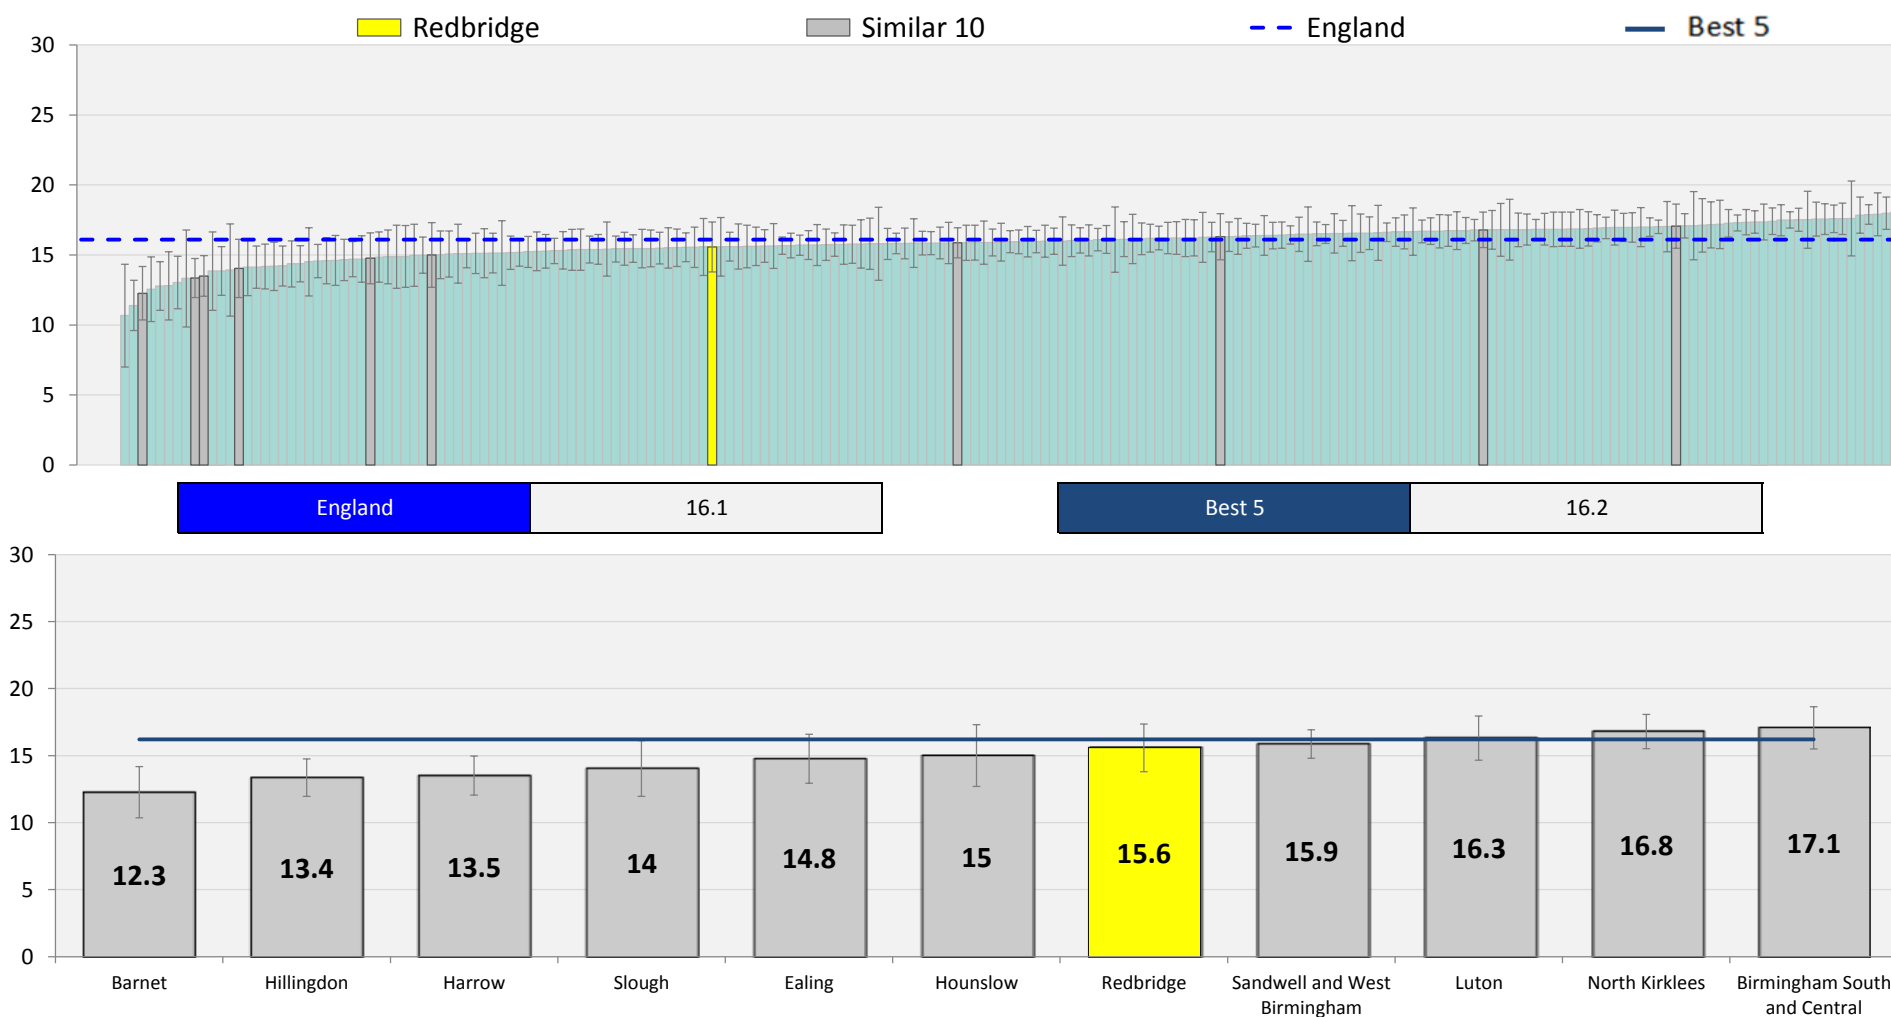 Redbridge Similar 10 England Best 5
30
25
20
15
10
5
0
England 16.1 Best 5 16.2
30
25
20
15
10
5
0
12.3 13.4 13.5 14 14.8 15 15.6 15.9 16.3 16.8 17.1
Barnet Hillingdon Harrow Slough Ealing Hounslow Redbridge Sandwell and West Luton North Kirklees Birmingham South
Birmingham and Central